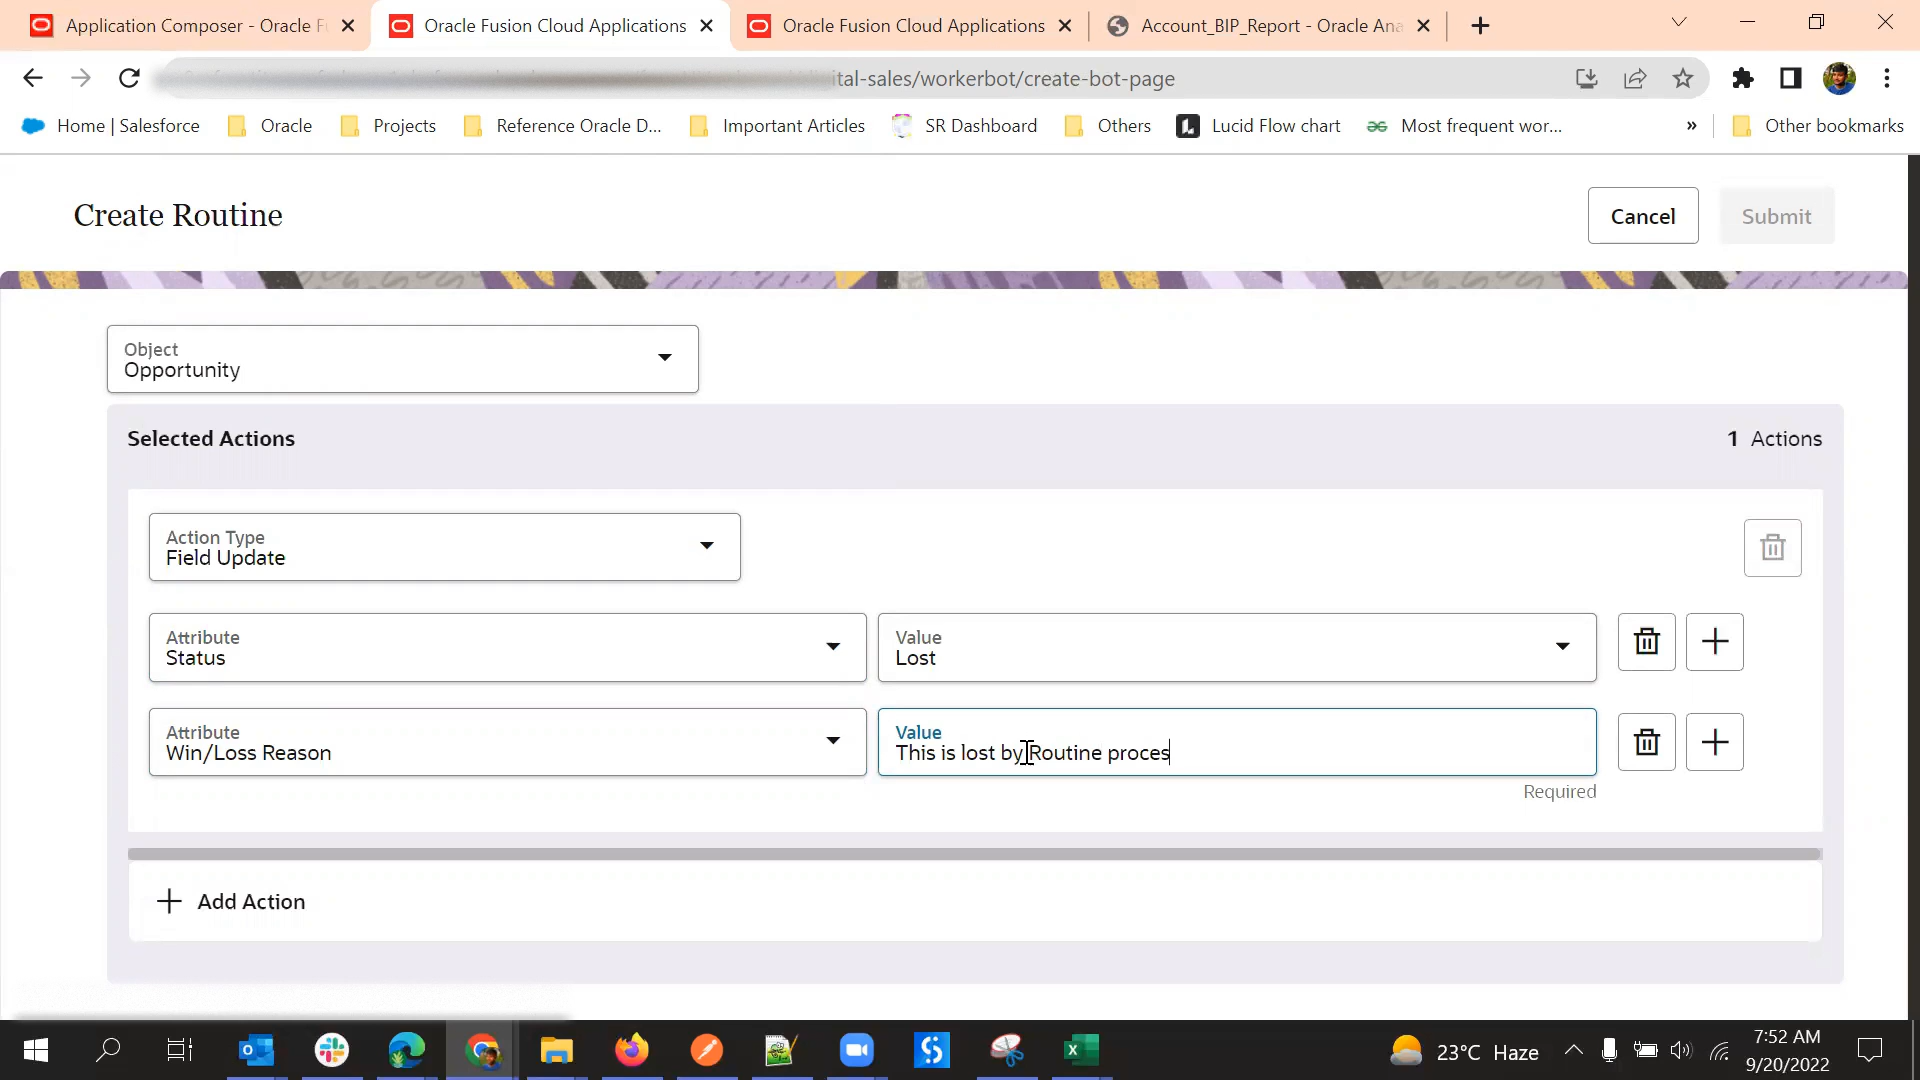 Application Composer - Oracle F
Oracle Fusion Cloud Applications
Oracle Fusion Cloud Applications
Account_BIP_Report - Oracle Ana
ital-sales/workerbot/create-bot-page
Home | Salesforce
Oracle
Projects
Reference Oracle D...
Important Articles
SR Dashboard
Others
Lucid Flow chart
Most frequent wor...
»
Other bookmarks
Create Routine
Cancel
Submit
Object
Opportunity
Selected Actions
1 Actions
Action Type
Field Update
Attribute
Status
Value
Lost
Attribute
Win/Loss Reason
Value
This is lost by Routine proces
Required
Add Action
23°C Haze
7:52 AM
9/20/2022